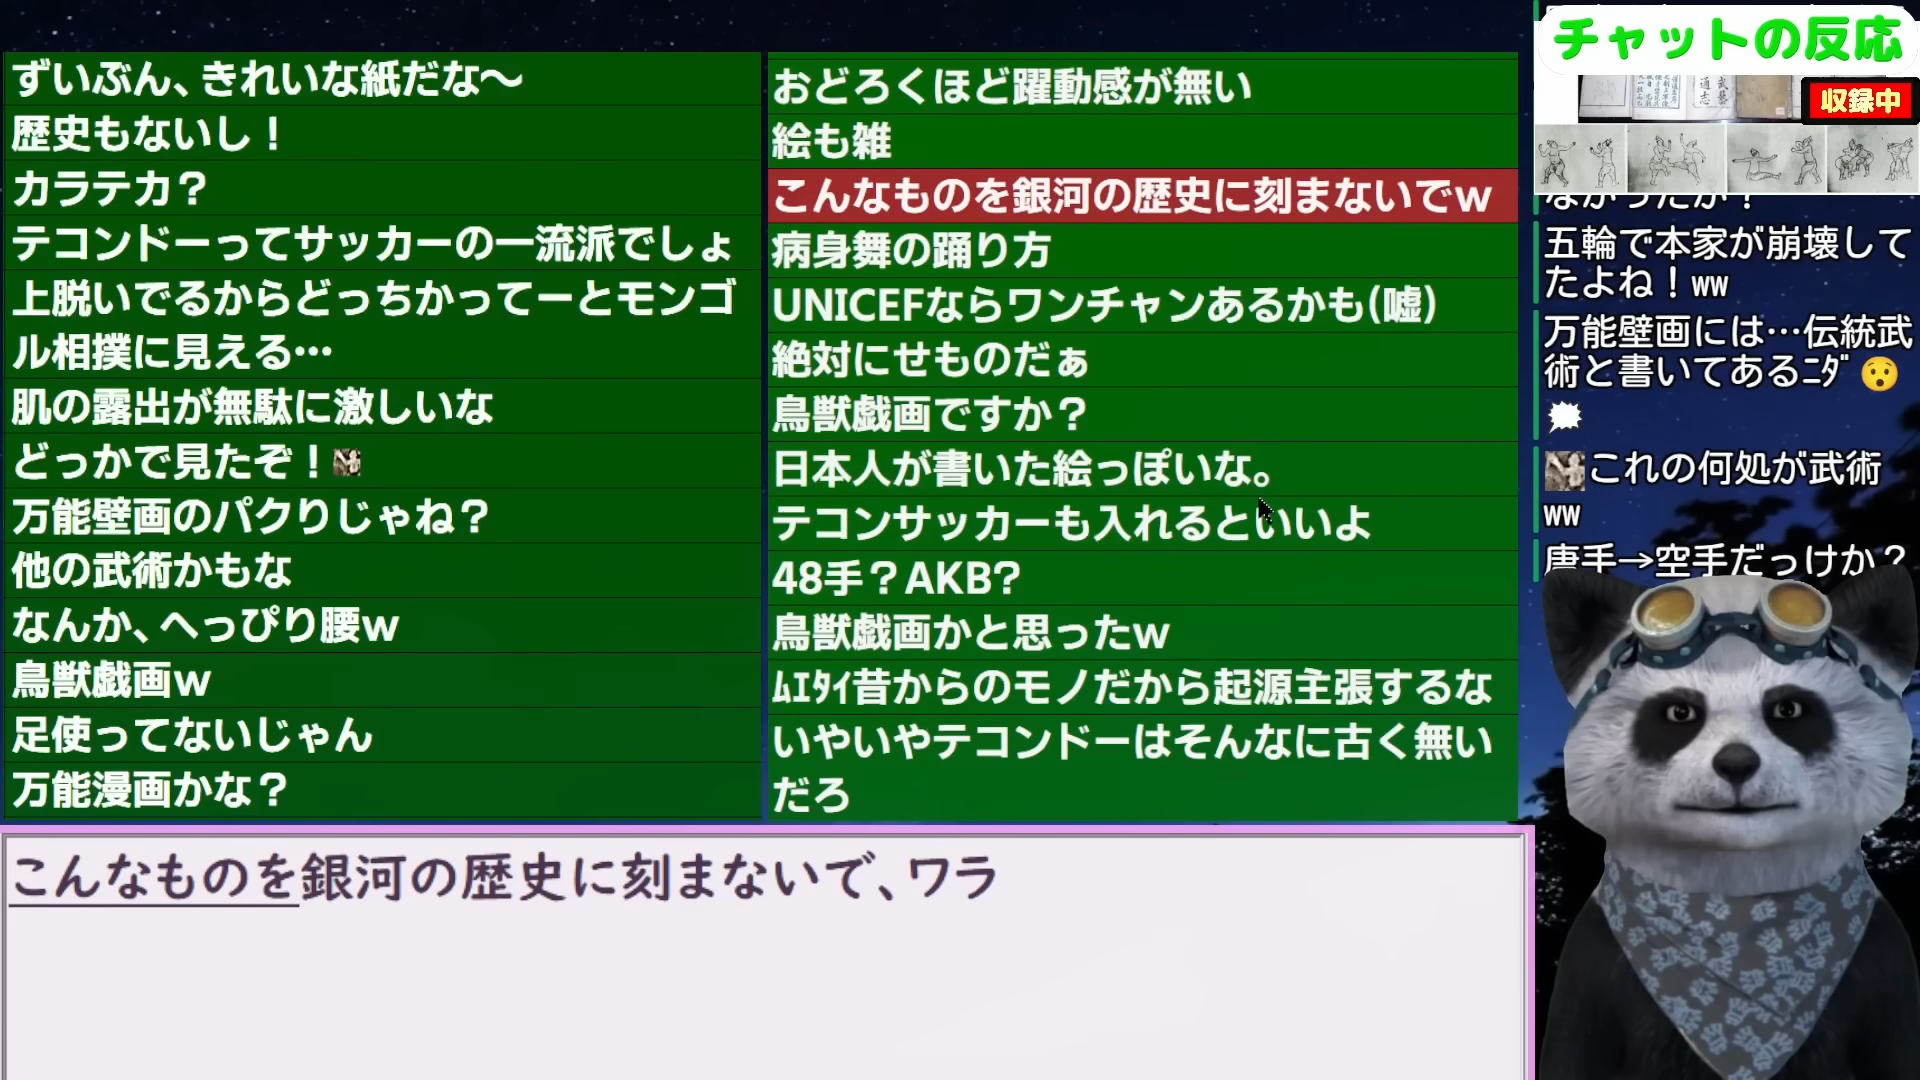 ずいぶん、きれいな紙だな〜
歴史もないし！
カラテカ？
テコンドーってサッカーの一流派でしょ
上脱いでるからどっちかってーとモンゴ
ル相撲に見える…
肌の露出が無駄に激しいな
どっかで見たぞ！
万能壁画のパクりじゃね？
他の武術かもな
なんか、へっぴり腰w
鳥獣戯画w
足使ってないじゃん
万能漫画かな？
おどろくほど躍動感が無い
絵も雑
こんなものを銀河の歴史に刻まないでw
病身舞の踊り方
UNICEFならワンチャンあるかも(嘘)
絶対にせものだぁ
鳥獣戯画ですか？
日本人が書いた絵っぽいな。
テコンサッカーも入れるといいよ
48手？AKB?
鳥獣戯画かと思ったw
ﾑｴﾀｲ昔からのモノだから起源主張するな
いやいやテコンドーはそんなに古く無い
だろ
こんなものを銀河の歴史に刻まないで、ワラ
チャットの反応
武藝
通志
収録中
なかったか！
五輪で本家が崩壊して
たよね！ww
万能壁画には…伝統武
術と書いてあるﾆﾀﾞ😯
これの何処が武術
ww
唐手→空手だっけか？